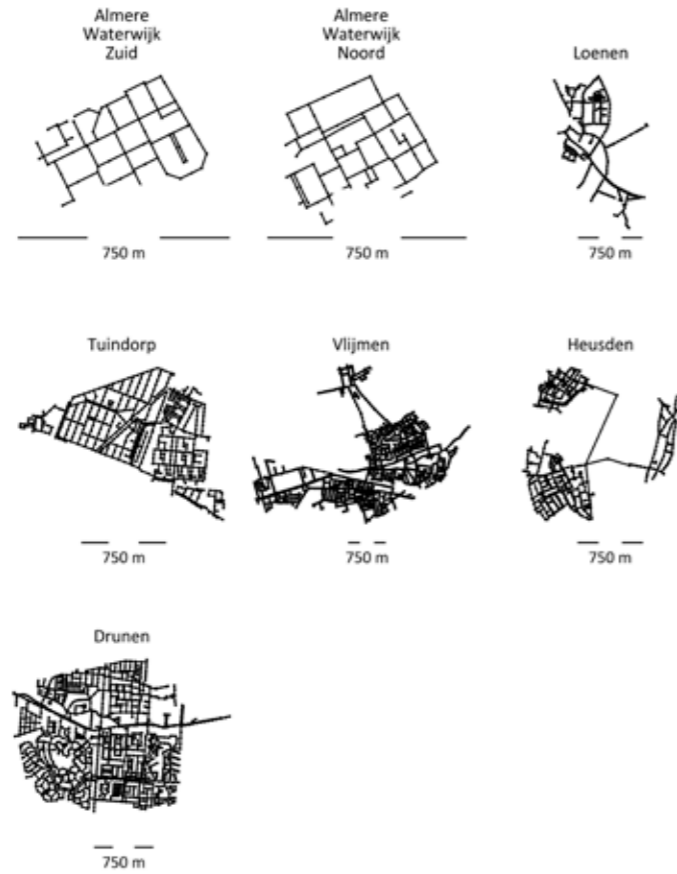 Almere
Waterwijk
Zuid
Almere
Waterwijk
Noord
Loenen
750 m
750 m
750 m
Tuindorp
Vlijmen
Heusden
750 m
750 m
750 m
Drunen
750 m